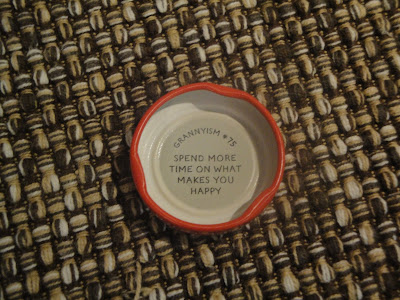 GRANNYISM #75
SPEND MORE
TIME ON WHAT
MAKES YOU
HAPPY